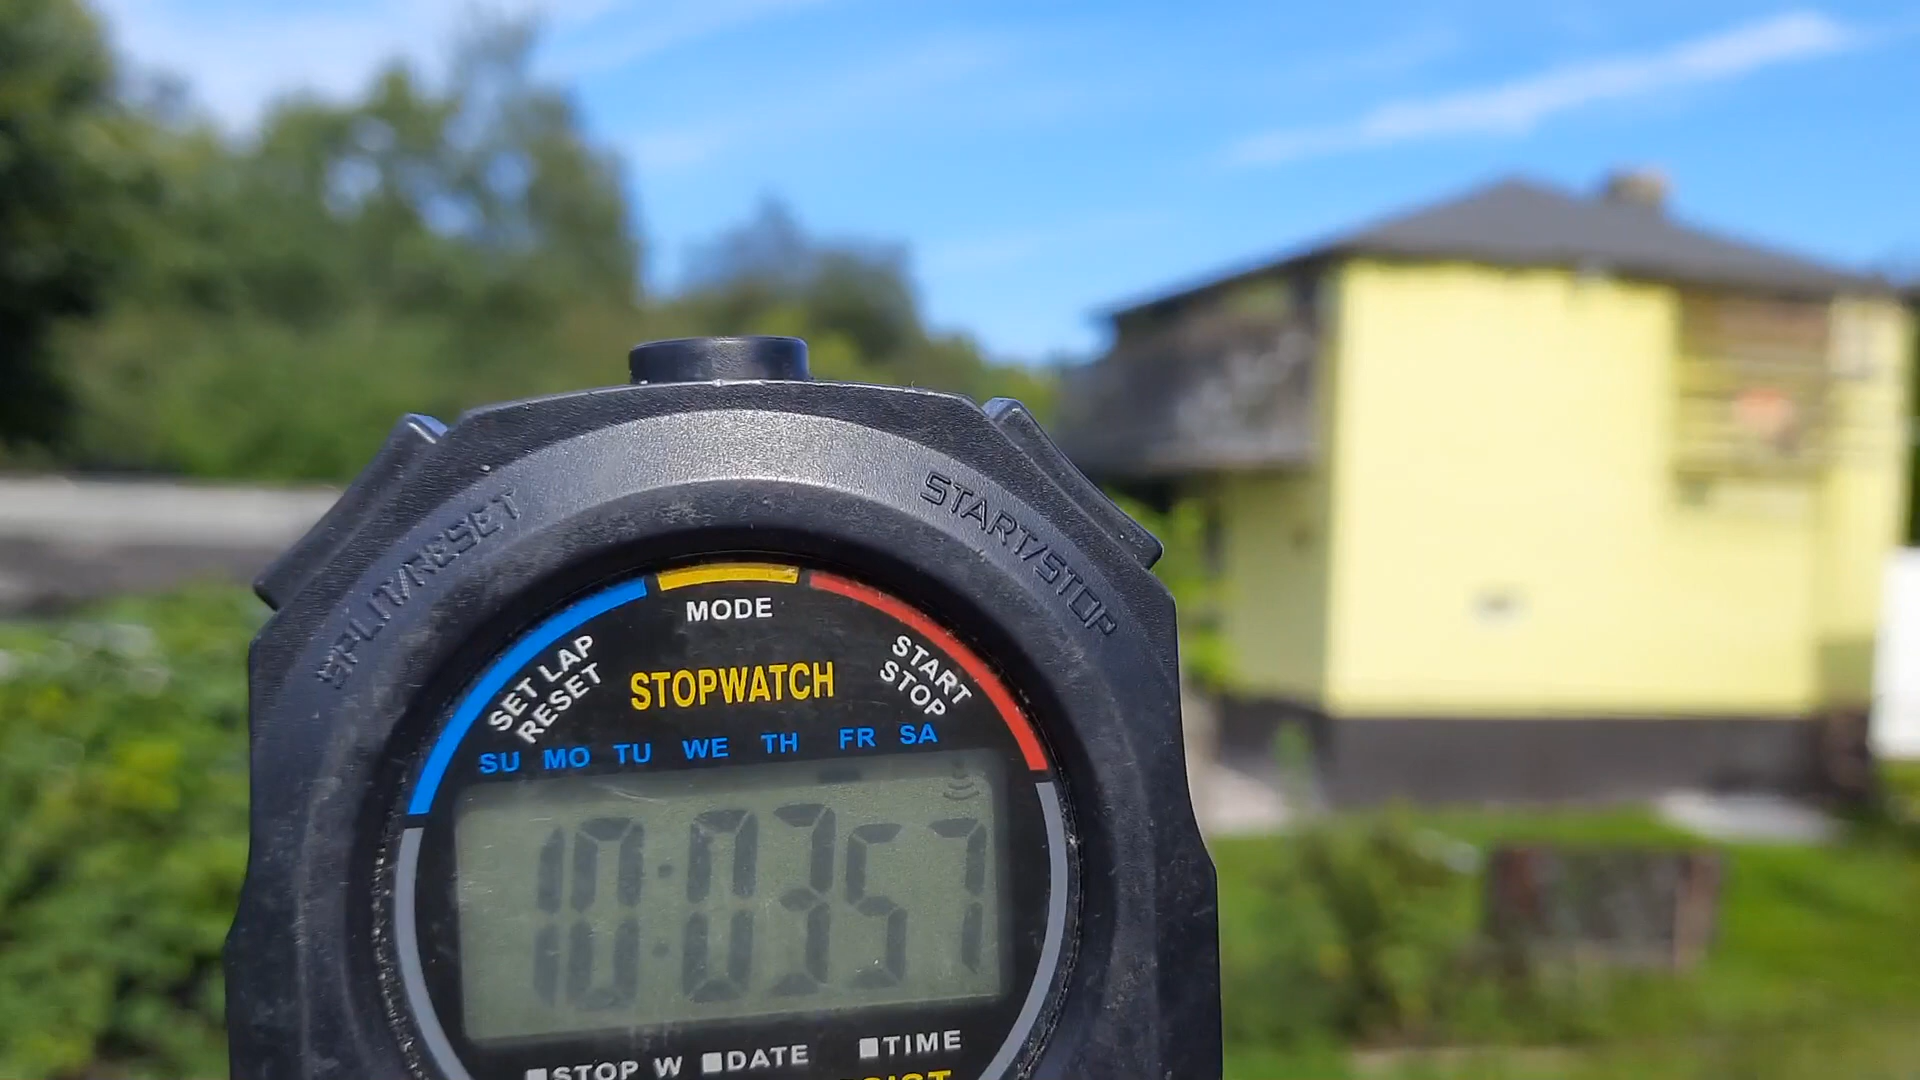 SPLIT/RESET
START/STOP
MODE
SET LAP
RESET
START
STOP
STOPWATCH
SU MO TU WE TH FR SA
10:03 57
STOP W DATE TIME